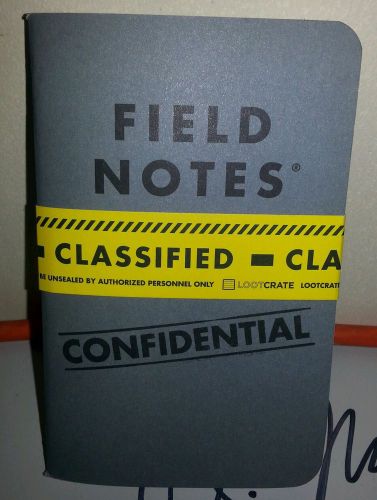 FIELD
NOTES®
- CLASSIFIED - CLA
BE UNSEALED BY AUTHORIZED PERSONNEL ONLY LOOTCRATE LOOTCRATE
CONFIDENTIAL